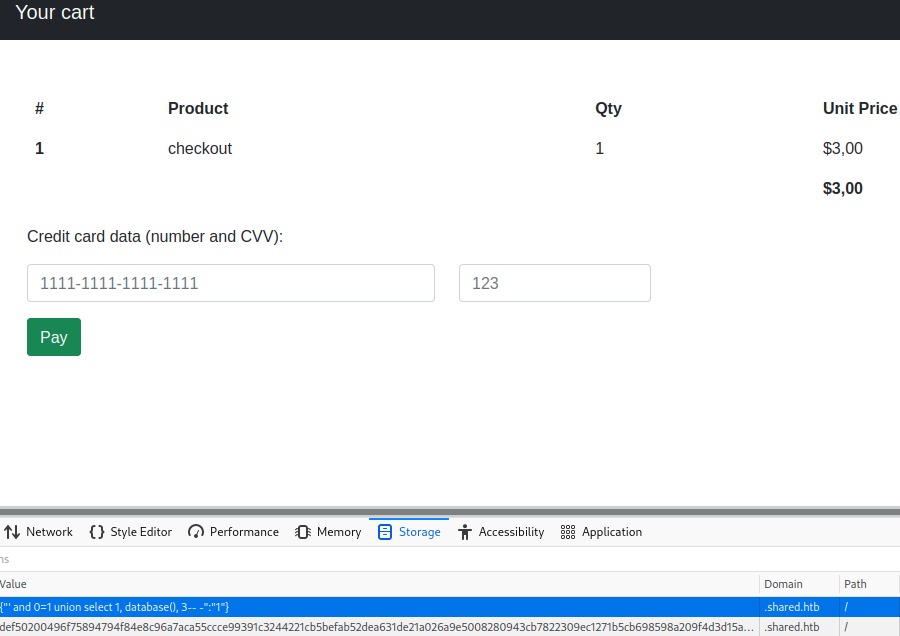 Your cart
# Product Qty Unit Price
1 checkout 1 $3,00
$3,00
Credit card data (number and CVV):
1111-1111-1111-1111 123
Pay
Network Style Editor Performance Memory Storage Accessibility Application
ns
Value Domain Path
{"' and 0=1 union select 1, database(), 3-- -":"1"} .shared.htb /
def50200496f75894794f84e8c96a7aca55ccce99391c3244221cb5befab52dea631de21a026a9e5008280943cb7822309ec1271b5cb698598a209f4d3d15a... .shared.htb /